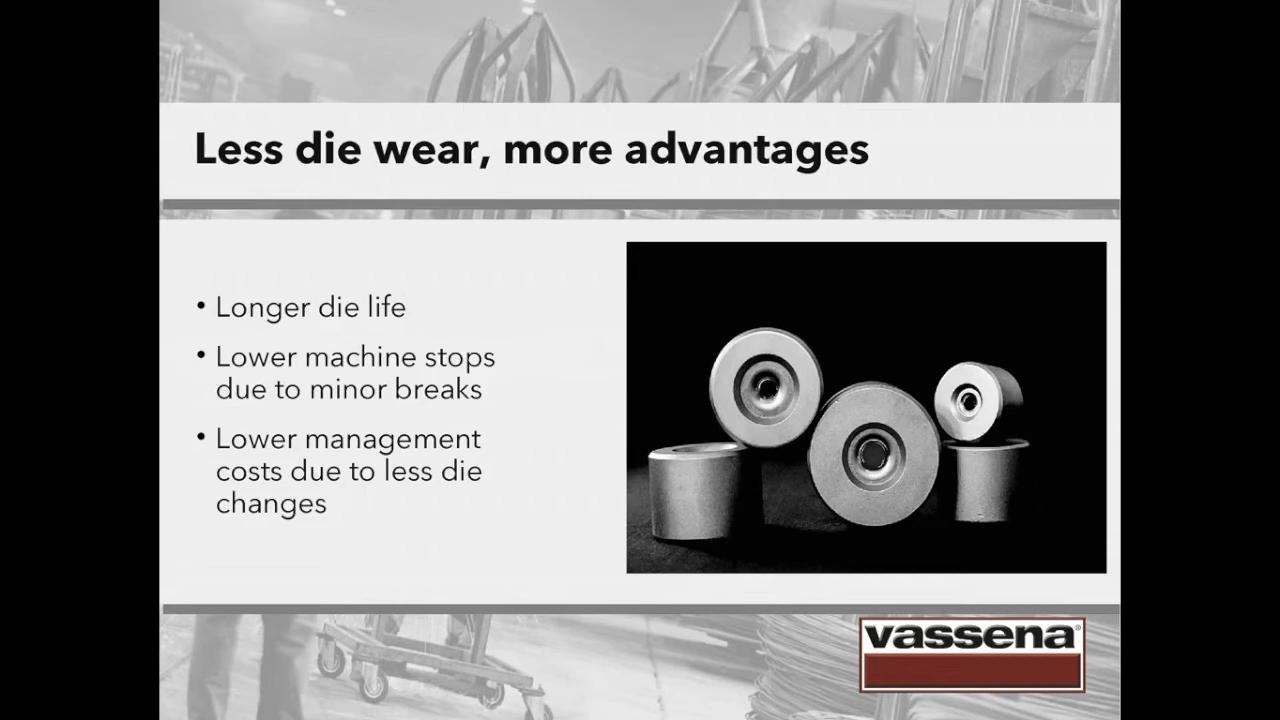 Less die wear, more advantages
• Longer die life
• Lower machine stops
due to minor breaks
• Lower management
costs due to less die
changes
vassena®